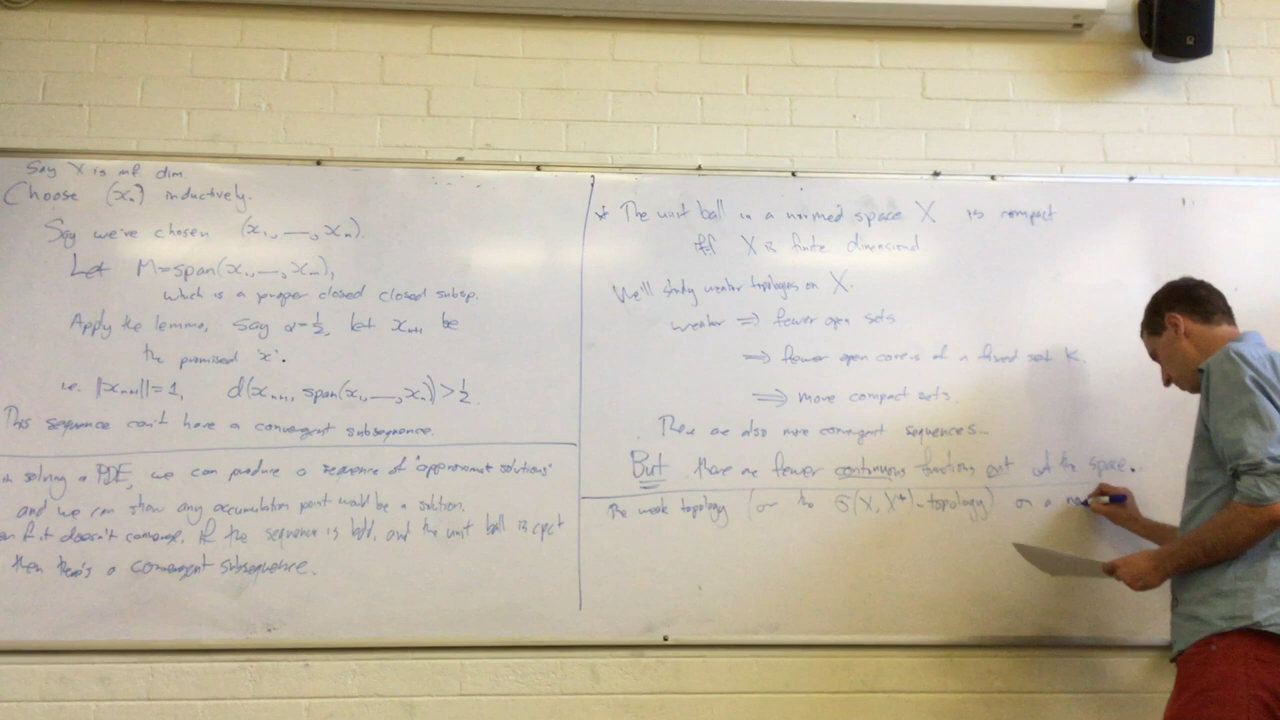 Say X is inf dim
Choose (xₙ) inductively.
Say we've chosen (x₁, —, xₙ).
Let M=span(x₁, —, xₙ),
which is a proper closed closed subsp.
Apply the lemma, say α=½, let xₙ₊₁ be
the promised 'x'.
i.e. ||xₙ₊₁||=1, d(xₙ₊₁, span(x₁, —, xₙ)) > ½.
This sequence can't have a convergent subsequence.
in solving a PDE, we can produce a sequence of "approximate solutions"
and we can show any accumulation point would be a solution.
if it doesn't converge, if the sequence is bdd, and the unit ball is cpct
then there's a convergent subsequence.
* The unit ball in a normed space X is compact
iff X is finite dimensional
We'll study weaker topologies on X.
weaker ⇒ fewer open sets
⇒ fewer open covers of a fixed set K.
⇒ more compact sets.
There are also more convergent sequences...
But there are fewer continuous functions out of the space.
The weak topology (or the σ(X, X*)-topology) on a no